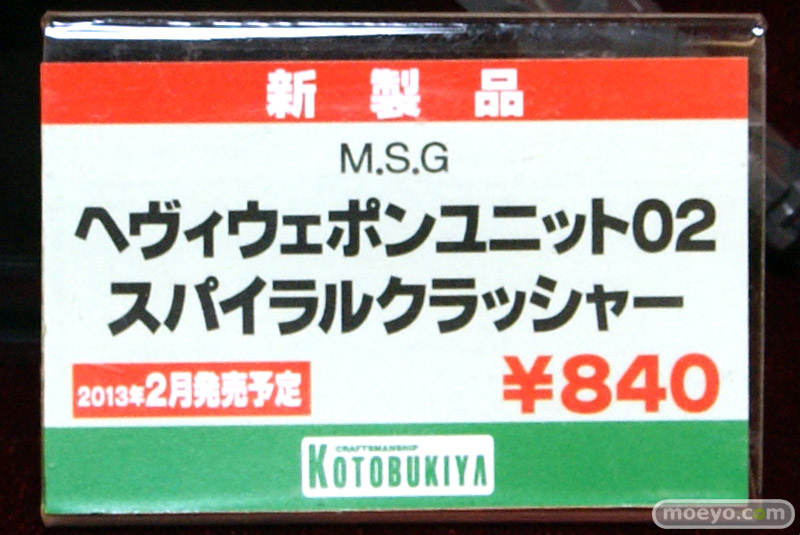 新製品
M.S.G
ヘヴィウェポンユニット02
スパイラルクラッシャー
2013年2月発売予定
¥840
CRAFTSMANSHIP
KOTOBUKIYA
moeyo.com